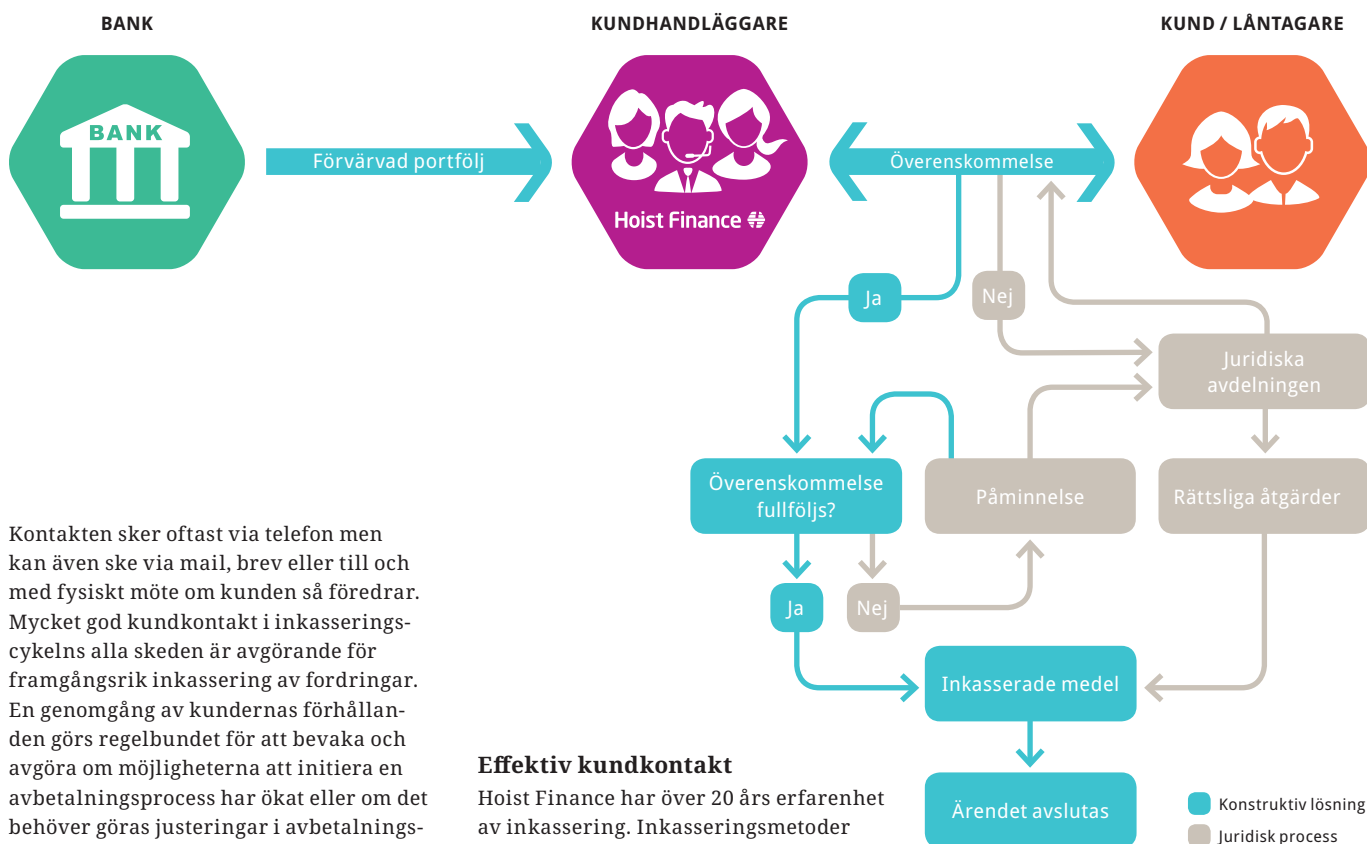 BANK
KUNDHANDLÄGGARE
KUND / LÅNTAGARE
BANK
Förvärvad portfölj
Hoist Finance
Överenskommelse
Ja
Nej
Juridiska
avdelningen
Överenskommelse
fullföljs?
Påminnelse
Rättsliga åtgärder
Ja
Nej
Inkasserade medel
Ärendet avslutas
Konstruktiv lösning
Juridisk process
Kontakten sker oftast via telefon men
kan även ske via mail, brev eller till och
med fysiskt möte om kunden så föredrar.
Mycket god kundkontakt i inkasserings-
cykelns alla skeden är avgörande för
framgångsrik inkassering av fordringar.
En genomgång av kundernas förhållan-
den görs regelbundet för att bevaka och
avgöra om möjligheterna att initiera en
avbetalningsprocess har ökat eller om det
behöver göras justeringar i avbetalnings-
Effektiv kundkontakt
Hoist Finance har över 20 års erfarenhet
av inkassering. Inkasseringsmetoder